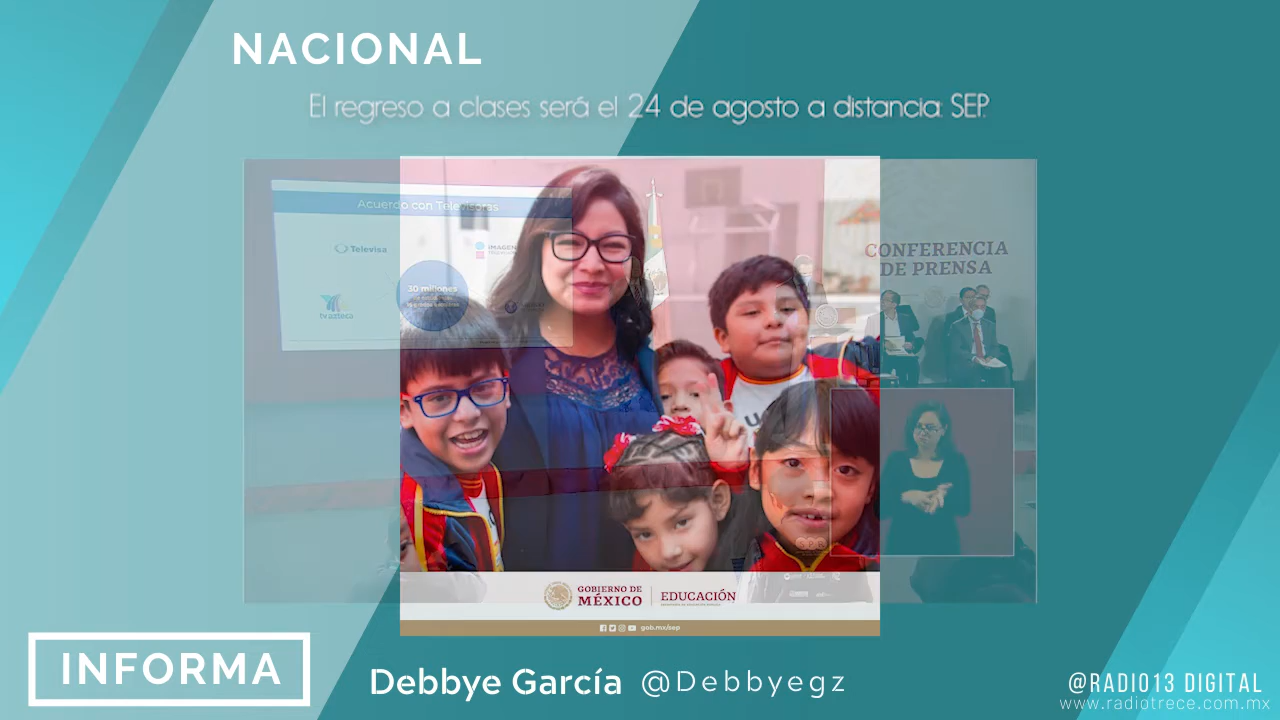 NACIONAL
El regreso a clases será el 24 de agosto a distancia: SEP.
Acuerdo con Televisoras
Televisa
IMAGEN
30 millones
tv azteca
CONFERENCIA
DE PRENSA
GOBIERNO DE
MÉXICO
EDUCACIÓN
gob.mx/sep
INFORMA
Debbye García @Debbyegz
@RADIO13 DIGITAL
www.radiotrece.com.mx